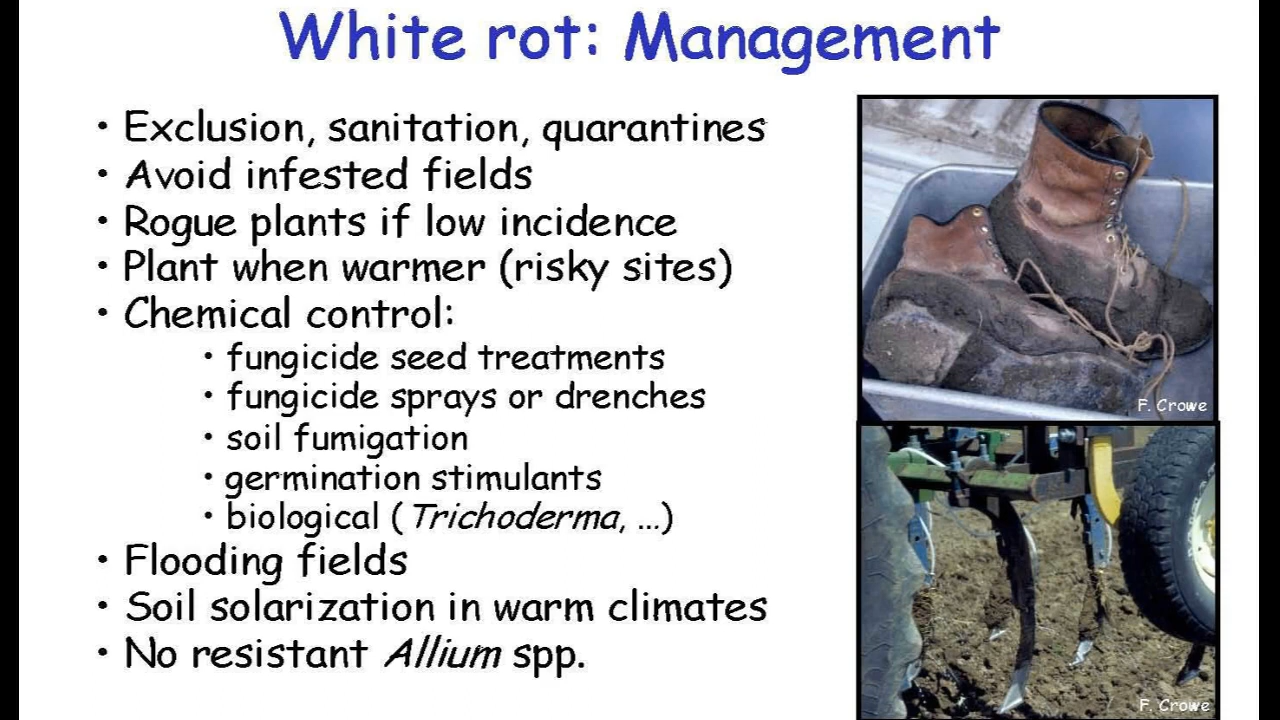 White rot: Management
• Exclusion, sanitation, quarantines
• Avoid infested fields
• Rogue plants if low incidence
• Plant when warmer (risky sites)
• Chemical control:
• fungicide seed treatments
• fungicide sprays or drenches
• soil fumigation
• germination stimulants
• biological (Trichoderma, …)
• Flooding fields
• Soil solarization in warm climates
• No resistant Allium spp.
F. Crowe
F. Crowe